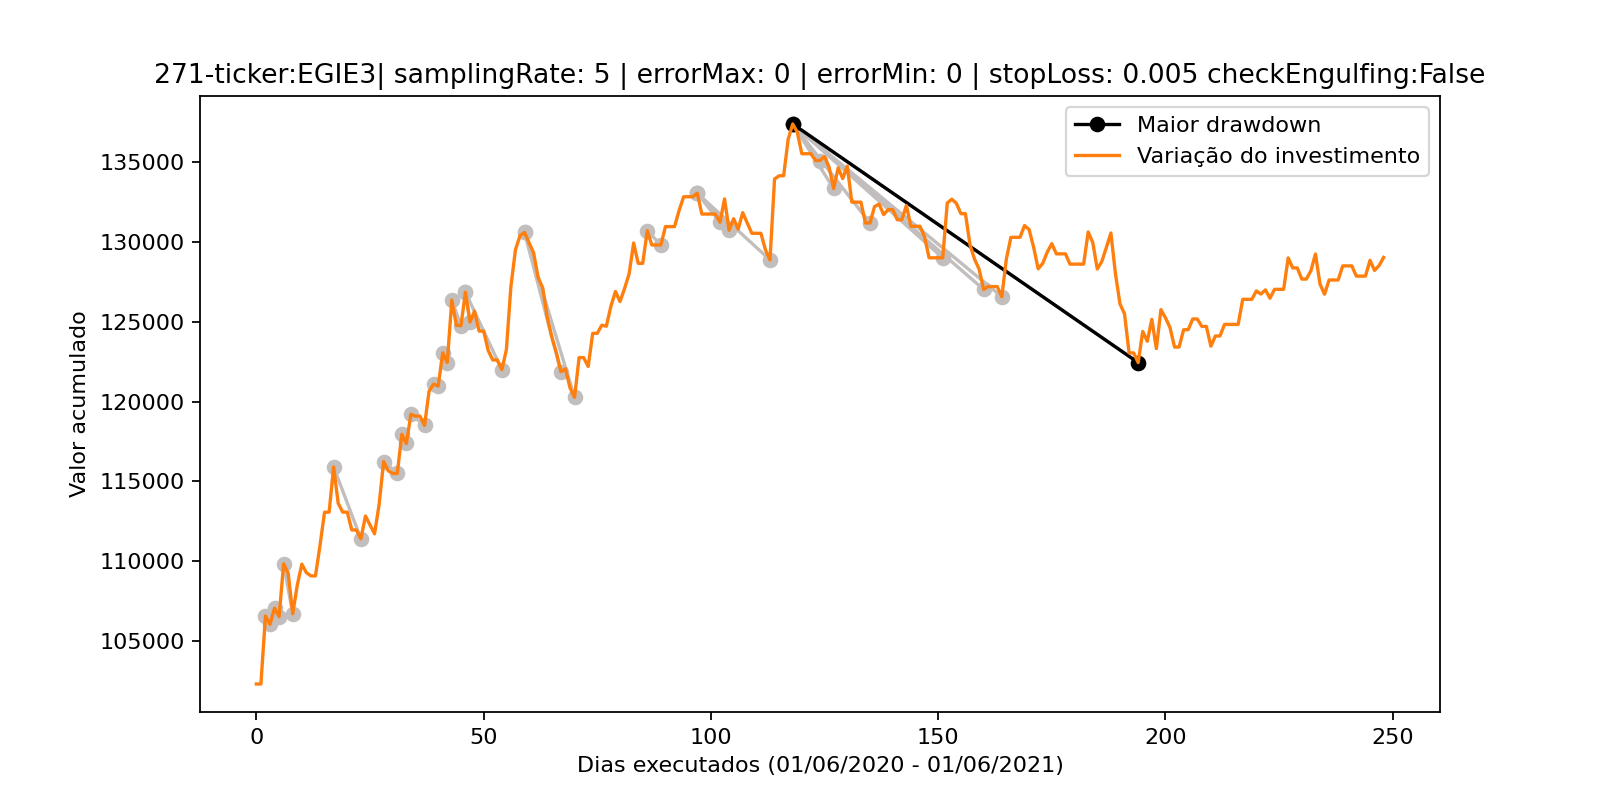 271-ticker:EGIE3| samplingRate: 5 | errorMax: 0 | errorMin: 0 | stopLoss: 0.005 checkEngulfing:False
Maior drawdown
Variação do investimento
Valor acumulado
135000
130000
125000
120000
115000
110000
105000
0 50 100 150 200 250
Dias executados (01/06/2020 - 01/06/2021)